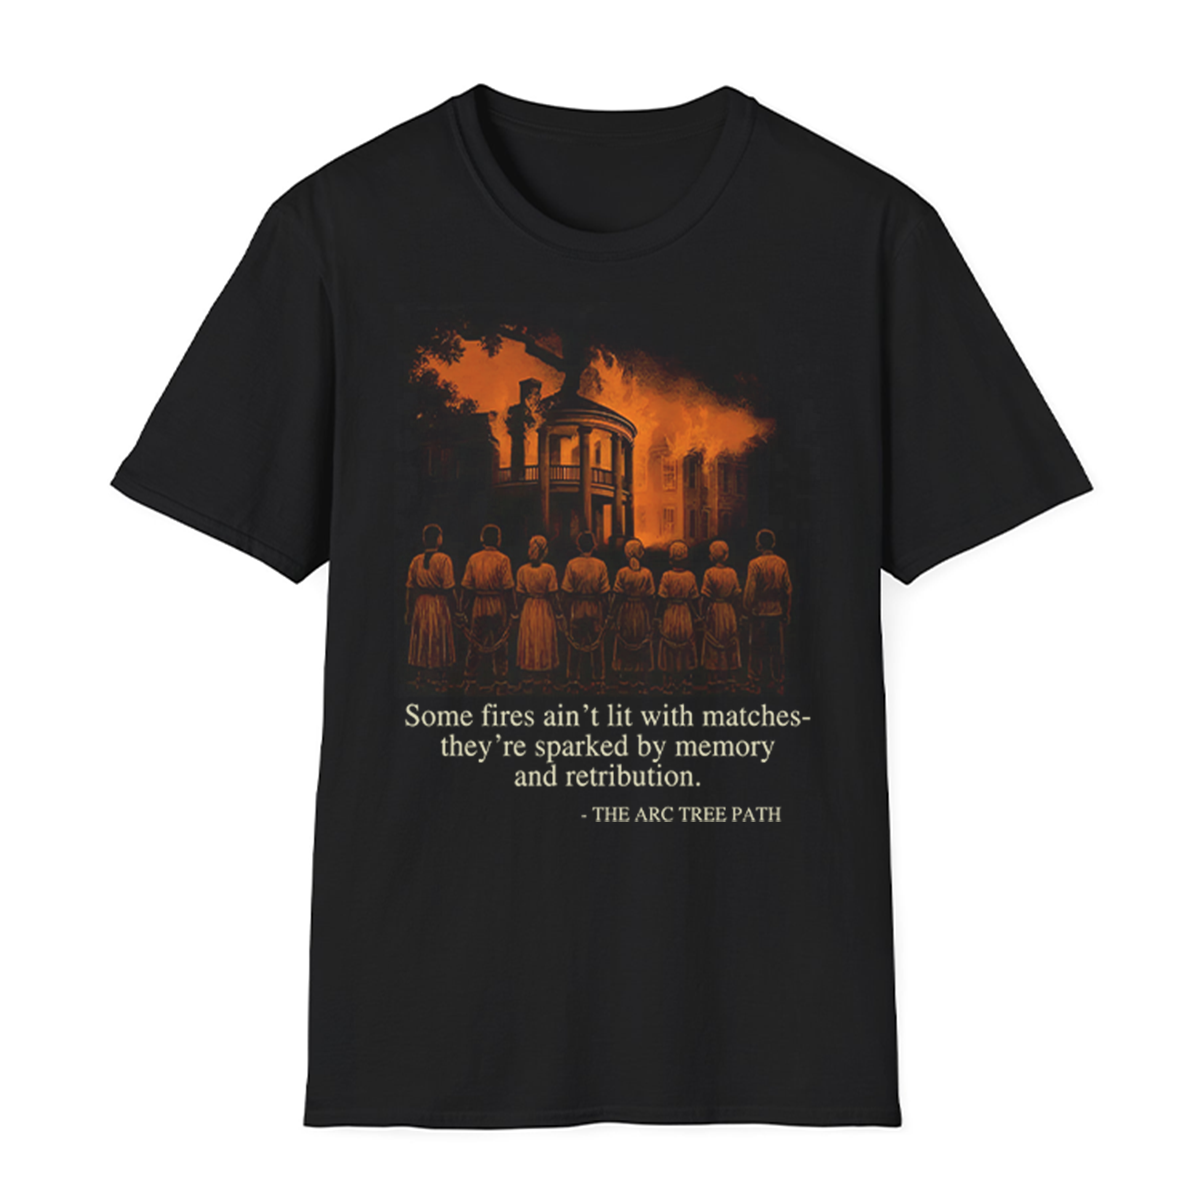 Some fires ain't lit with matches-
they're sparked by memory
and retribution.
- THE ARC TREE PATH